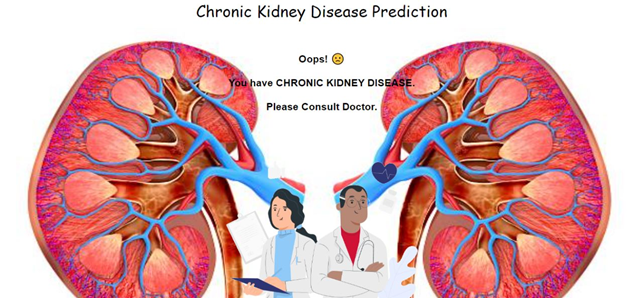 Chronic Kidney Disease Prediction
Oops! ☹️
You have CHRONIC KIDNEY DISEASE.
Please Consult Doctor.